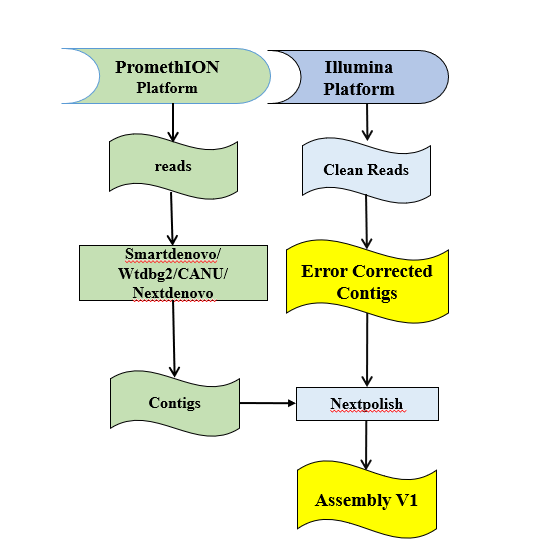 PromethION
Platform
Illumina
Platform
reads
Clean Reads
Smartdenovo/
Wtdbg2/CANU/
Nextdenovo
Error Corrected
Contigs
Contigs
Nextpolish
Assembly V1